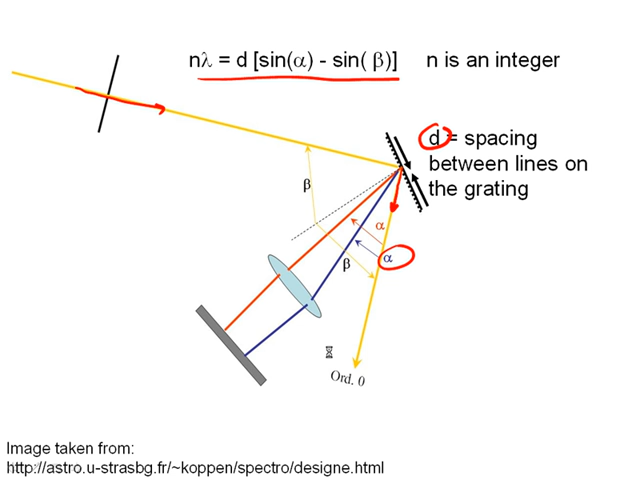 nλ = d [sin(α) - sin( β)] n is an integer
d = spacing
between lines on
the grating
β
α
α
β
Ord. 0
Image taken from:
http://astro.u-strasbg.fr/~koppen/spectro/designe.html